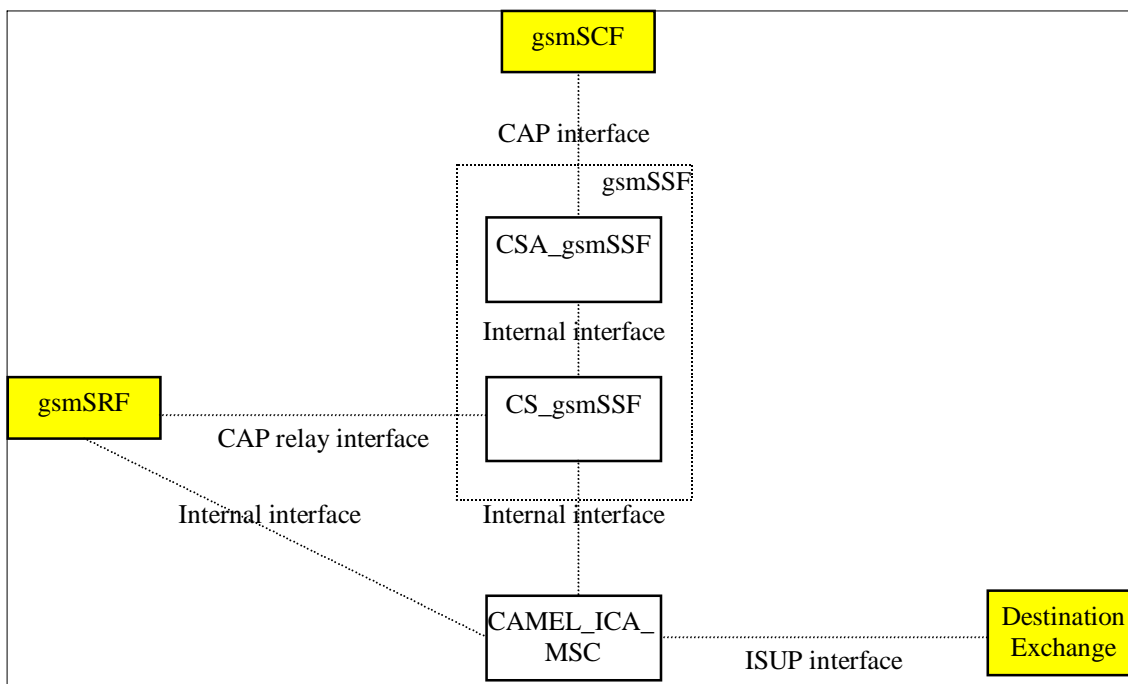 gsmSCF
CAP interface
gsmSSF
CSA_gsmSSF
Internal interface
gsmSRF
CS_gsmSSF
CAP relay interface
Internal interface
Internal interface
CAMEL_ICA_
MSC
ISUP interface
Destination
Exchange